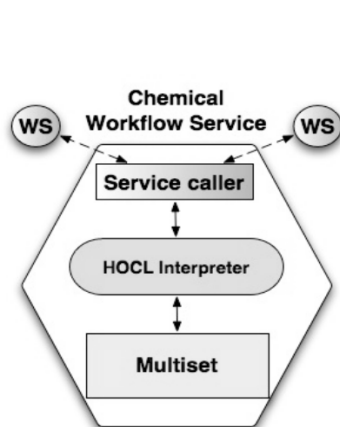 Chemical
Workflow Service
WS
WS
Service caller
HOCL Interpreter
Multiset